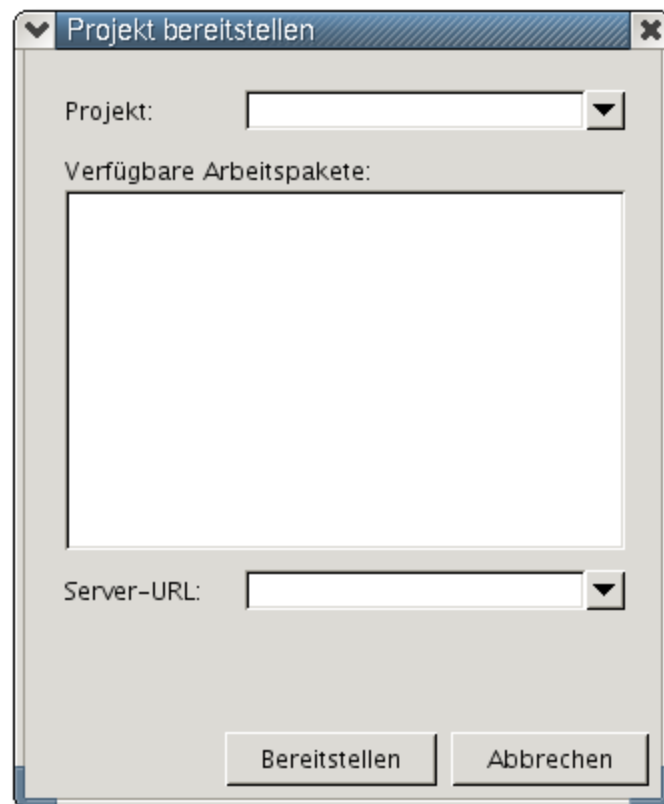 Projekt bereitstellen
Projekt:
Verfügbare Arbeitspakete:
Server-URL:
Bereitstellen
Abbrechen